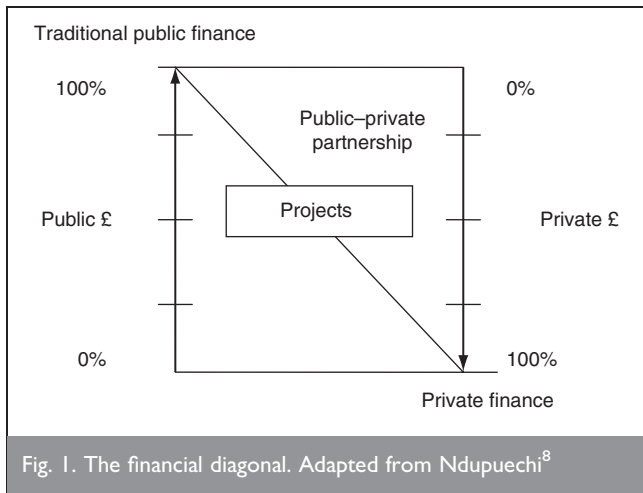 Traditional public finance
100%
0%
Public–private
partnership
Projects
Public £
Private £
0%
100%
Private finance
Fig. 1. The financial diagonal. Adapted from Ndupuechi8